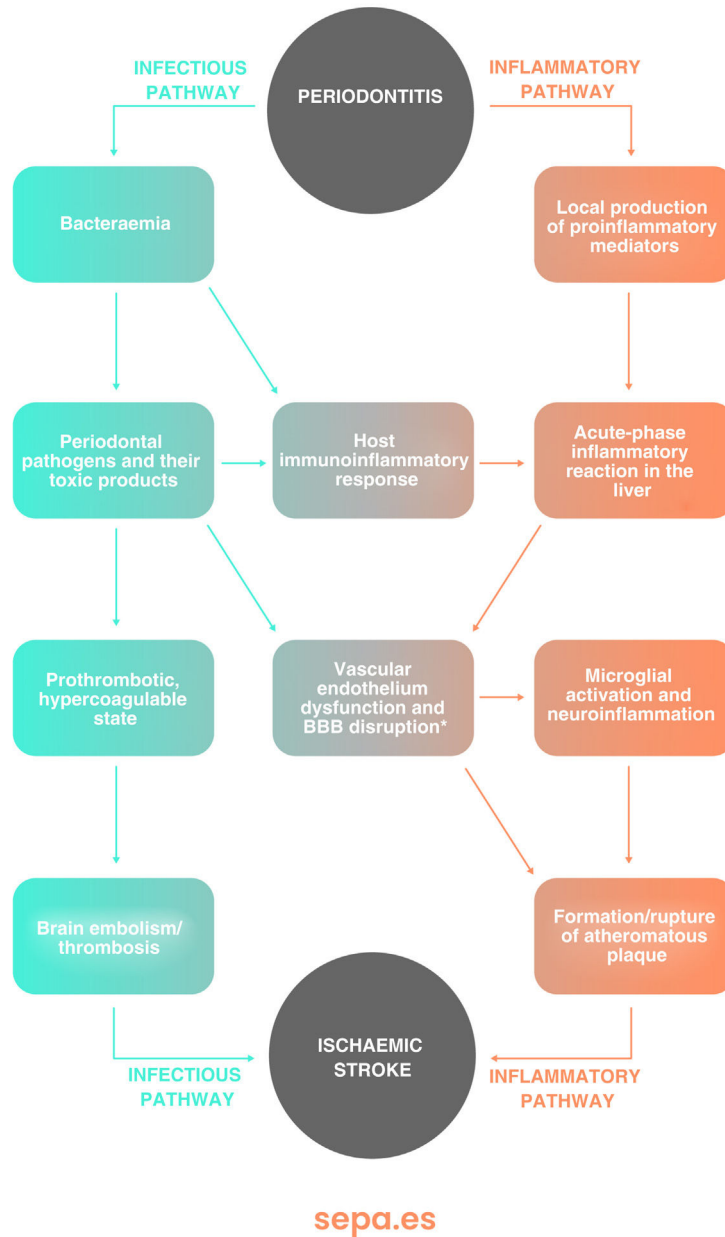 INFECTIOUS
PATHWAY
PERIODONTITIS
INFLAMMATORY
PATHWAY
Bacteraemia
Local production
of proinflammatory
mediators
Periodontal
pathogens and their
toxic products
Host
immunoinflammatory
response
Acute-phase
inflammatory
reaction in the
liver
Prothrombotic,
hypercoagulable
state
Vascular
endothelium
dysfunction and
BBB disruption*
Microglial
activation and
neuroinflammation
Brain embolism/
thrombosis
Formation/rupture
of atheromatous
plaque
ISCHAEMIC
STROKE
INFECTIOUS
PATHWAY
INFLAMMATORY
PATHWAY
sepa.es